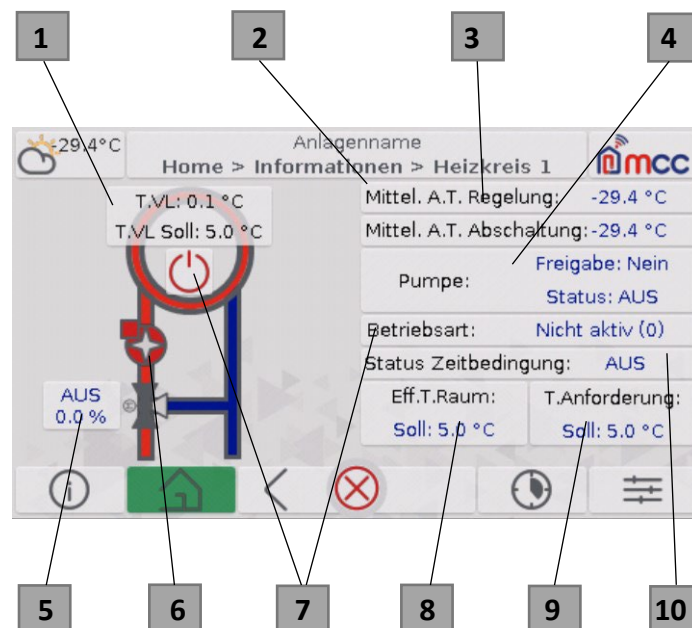 1
2
3
4
-29.4°C
Anlagenname
Home > Informationen > Heizkreis 1
mcc
T.VL: 0.1 °C
T.VL Soll: 5.0 °C
AUS
0.0 %
Mittel. A.T. Regelung: -29.4 °C
Mittel. A.T. Abschaltung: -29.4 °C
Pumpe:
Freigabe: Nein
Status: AUS
Betriebsart: Nicht aktiv (0)
Status Zeitbedingung: AUS
Eff.T.Raum:
Soll: 5.0 °C
T.Anforderung:
Soll: 5.0 °C
5
6
7
8
9
10